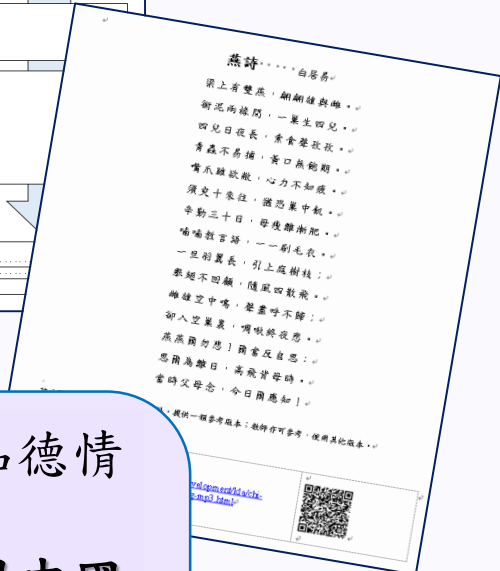 燕詩 白居易
梁上有雙燕，翩翩雄與雌。
銜泥兩椽間，一巢生四兒。
四兒日夜長，索食聲孜孜。
青蟲不易捕，黃口無飽期。
嘴爪雖欲敝，心力不知疲。
須臾十來往，猶恐巢中飢。
辛勤三十日，母瘦雛漸肥。
喃喃教言語，一一刷毛衣。
一旦羽翼長，引上庭樹枝；
舉翅不回顧，隨風四散飛。
雌雄空中鳴，聲盡呼不歸；
卻入空巢裏，啁啾終夜悲。
燕燕爾勿悲！爾當反自思：
思爾為雛日，高飛背母時。
當時父母念，今日爾應知！
，提供一類參考版本；教師亦可參考，使用其他版本。
velopment/kla/chi-
-mp3.html
德情